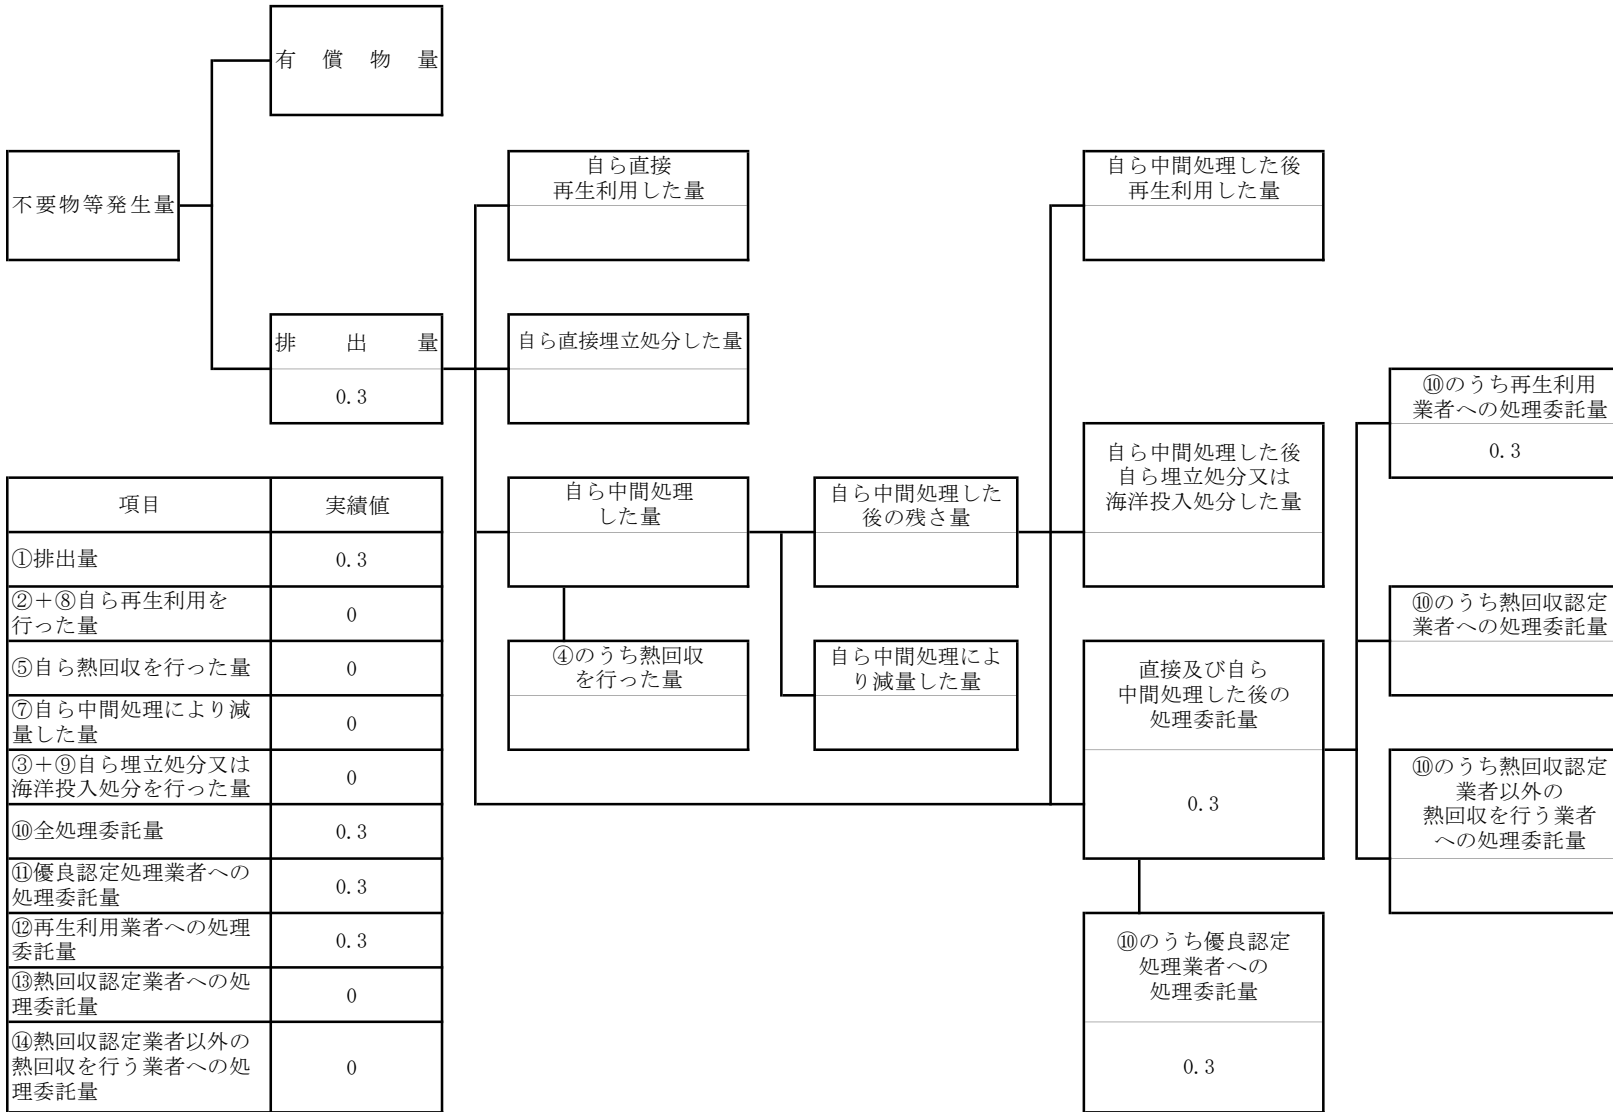 有償物量
不要物等発生量
自ら直接
再生利用した量
自ら中間処理した後
再生利用した量
排出量
0.3
自ら直接埋立処分した量
⑩のうち再生利用
業者への処理委託量
0.3
自ら中間処理
した量
自ら中間処理した
後の残さ量
自ら中間処理した後
自ら埋立処分又は
海洋投入処分した量
⑩のうち熱回収認定
業者への処理委託量
④のうち熱回収
を行った量
自ら中間処理によ
り減量した量
直接及び自ら
中間処理した後の
処理委託量
0.3
⑩のうち熱回収認定
業者以外の
熱回収を行う業者
への処理委託量
⑩のうち優良認定
処理業者への
処理委託量
0.3
項目 実績値
①排出量 0.3
②+⑧自ら再生利用を
行った量 0
⑤自ら熱回収を行った量 0
⑦自ら中間処理により減
量した量 0
③+⑨自ら埋立処分又は
海洋投入処分を行った量 0
⑩全処理委託量 0.3
⑪優良認定処理業者への
処理委託量 0.3
⑫再生利用業者への処理
委託量 0.3
⑬熱回収認定業者への処
理委託量 0
⑭熱回収認定業者以外の
熱回収を行う業者への処
理委託量 0